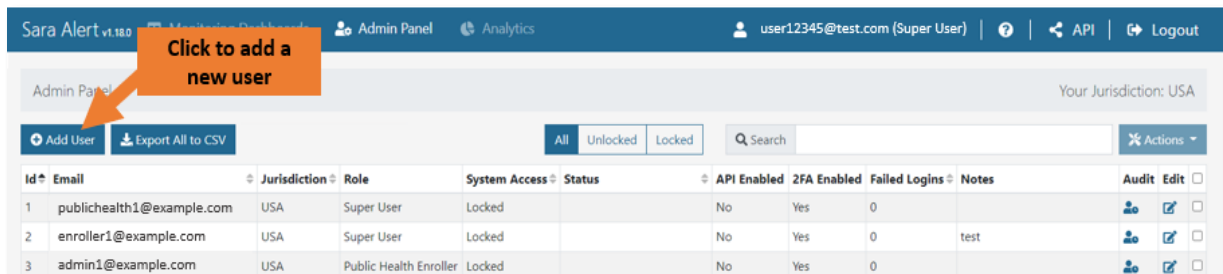 Sara Alert v1.18.0 Monitoring Dashboards Admin Panel Analytics user12345@test.com (Super User) API Logout
Click to add a
new user
Admin Panel Your Jurisdiction: USA
Add User Export All to CSV All Unlocked Locked Search Actions
Id Email Jurisdiction Role System Access Status API Enabled 2FA Enabled Failed Logins Notes Audit Edit
1 publichealth1@example.com USA Super User Locked No Yes 0
2 enroller1@example.com USA Super User Locked No Yes 0 test
3 admin1@example.com USA Public Health Enroller Locked No Yes 0